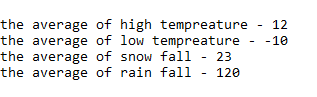 the average of high tempreature - 12
the average of low tempreature - -10
the average of snow fall - 23
the average of rain fall - 120